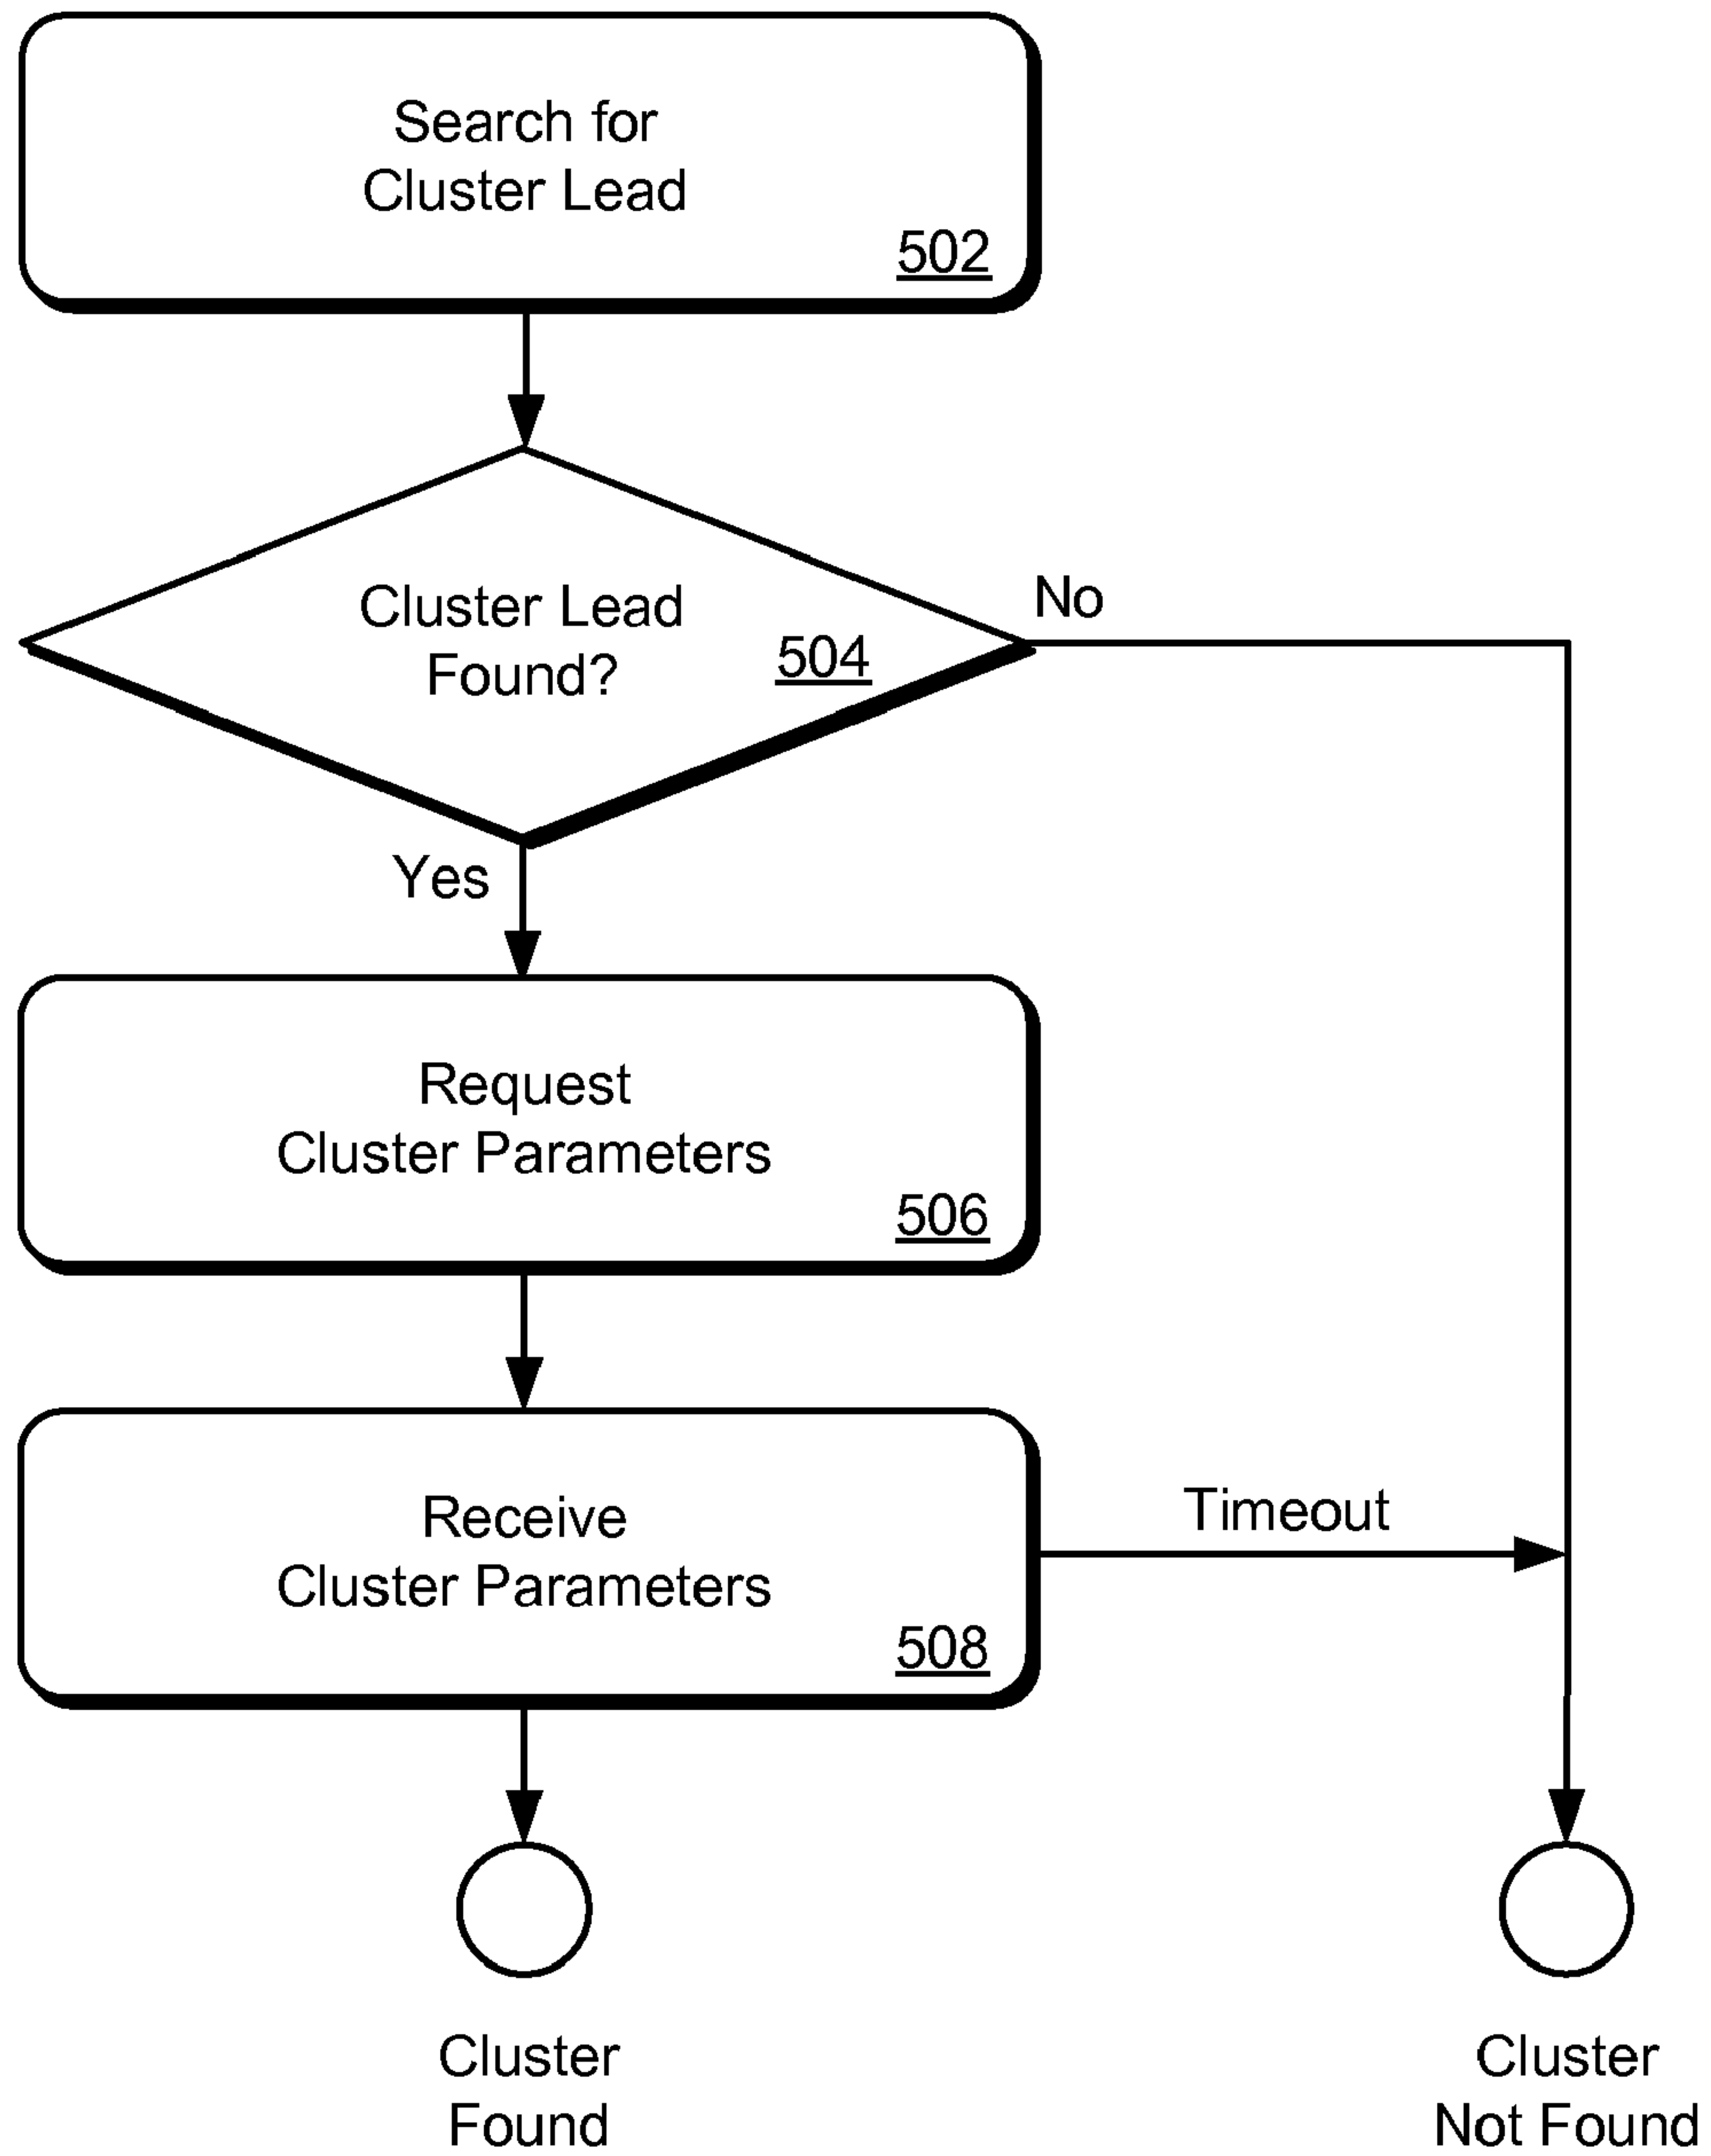 Search for
Cluster Lead
502
Cluster Lead
Found?
504
No
Yes
Request
Cluster Parameters
506
Receive
Cluster Parameters
508
Timeout
Cluster
Found
Cluster
Not Found